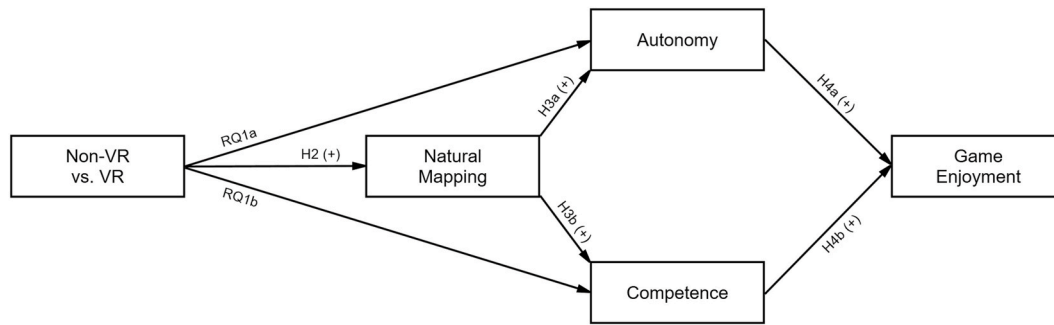 Autonomy
H3a (+)
H4a (+)
RQ1a
Non-VR
vs. VR
H2 (+)
Natural
Mapping
Game
Enjoyment
RQ1b
H3b (+)
H4b (+)
Competence